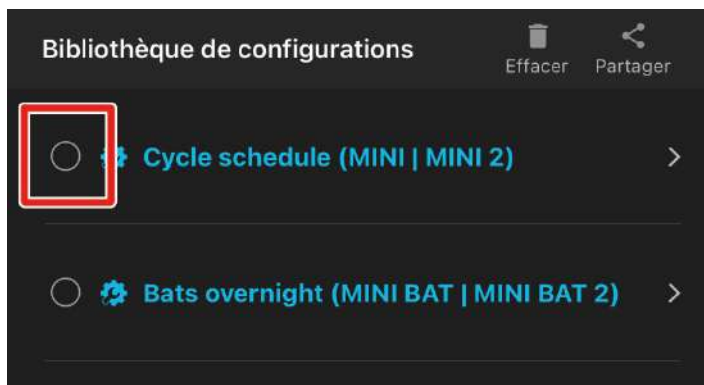 Bibliothèque de configurations
Effacer Partager
Cycle schedule (MINI | MINI 2)
Bats overnight (MINI BAT | MINI BAT 2)